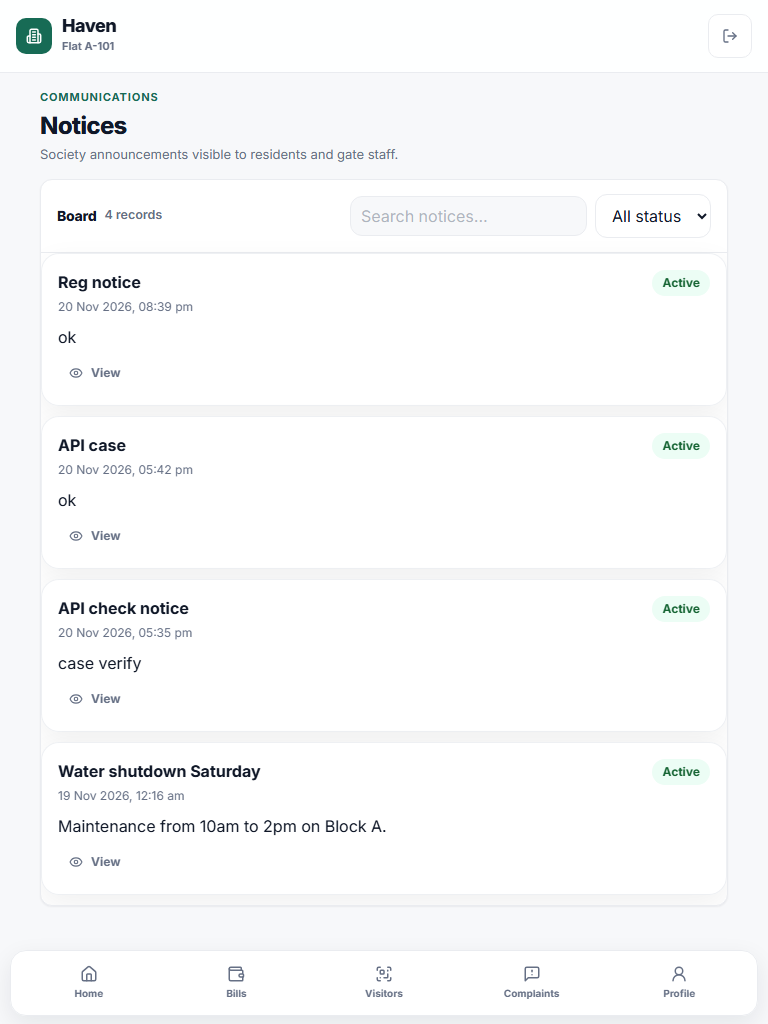 Haven
Flat A-101
COMMUNICATIONS
Notices
Society announcements visible to residents and gate staff.
Board 4 records Search notices... All status
Reg notice Active
20 Nov 2026, 08:39 pm
ok
View
API case Active
20 Nov 2026, 05:42 pm
ok
View
API check notice Active
20 Nov 2026, 05:35 pm
case verify
View
Water shutdown Saturday Active
19 Nov 2026, 12:16 am
Maintenance from 10am to 2pm on Block A.
View
Home Bills Visitors Complaints Profile